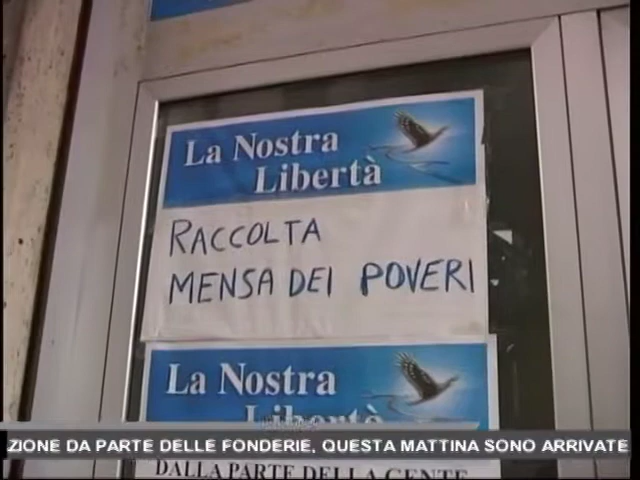 La Nostra
Libertà
RACCOLTA
MENSA DEI POVERI
La Nostra
Libertà
ZIONE DA PARTE DELLE FONDERIE, QUESTA MATTINA SONO ARRIVATE
DALLA PARTE DELLA GENTE